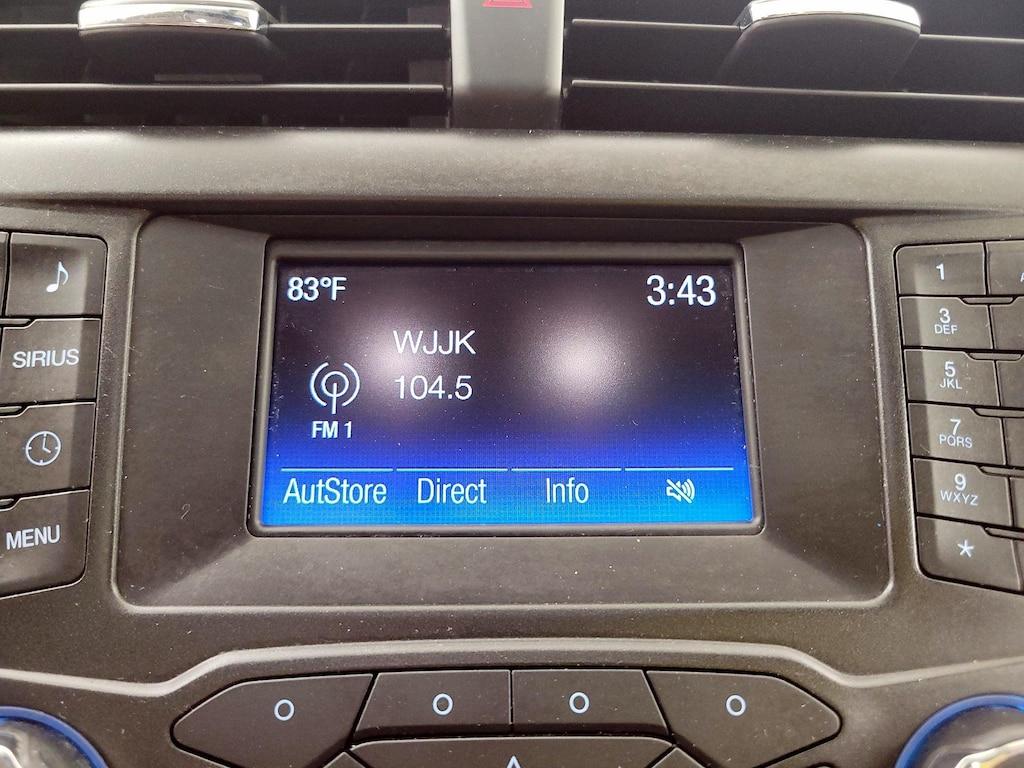 83°F 3:43
WJJK
104.5
FM 1
AutStore Direct Info
SIRIUS
MENU
1
3
DEF
5
JKL
7
PQRS
9
WXYZ
*